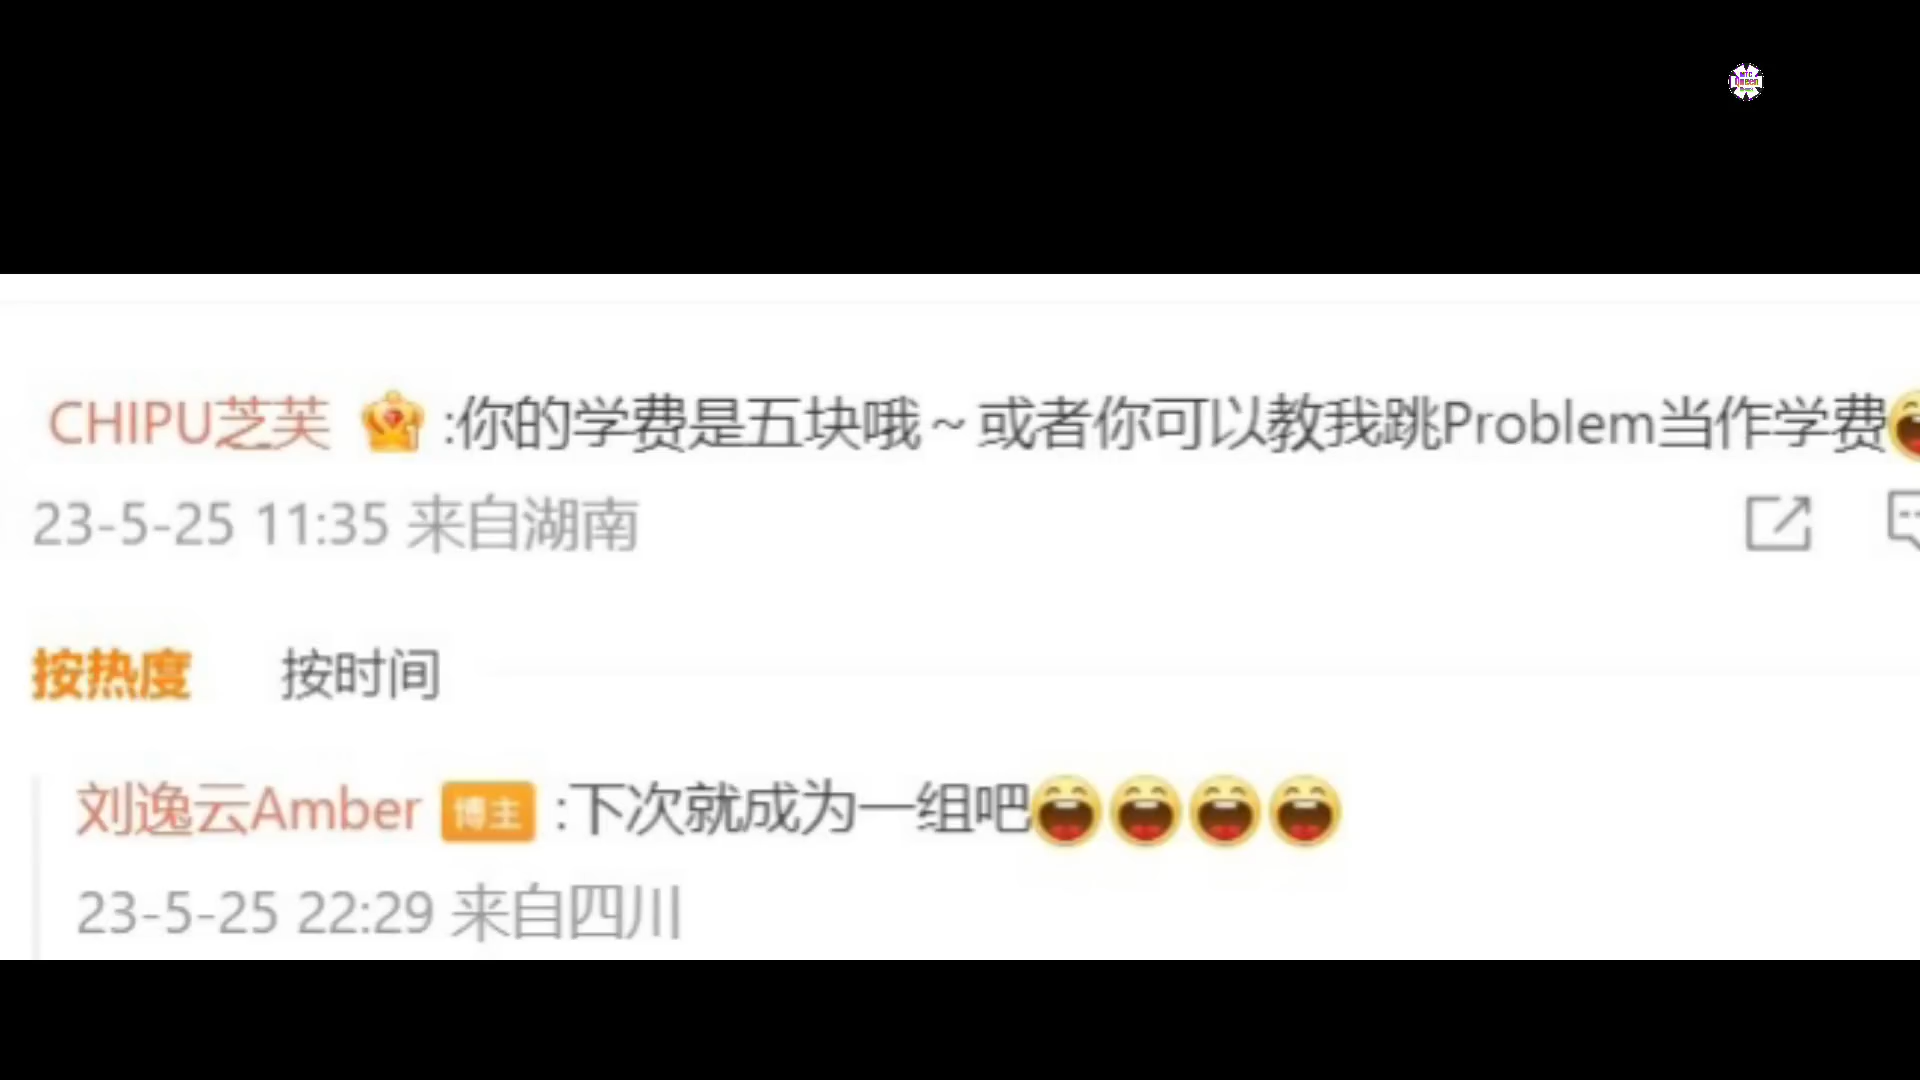 MTC
Queen
CHIPU芝芙 :你的学费是五块哦～或者你可以教我跳Problem当作学费
23-5-25 11:35 来自湖南
按热度 按时间
刘逸云Amber 博主 :下次就成为一组吧
23-5-25 22:29 来自四川